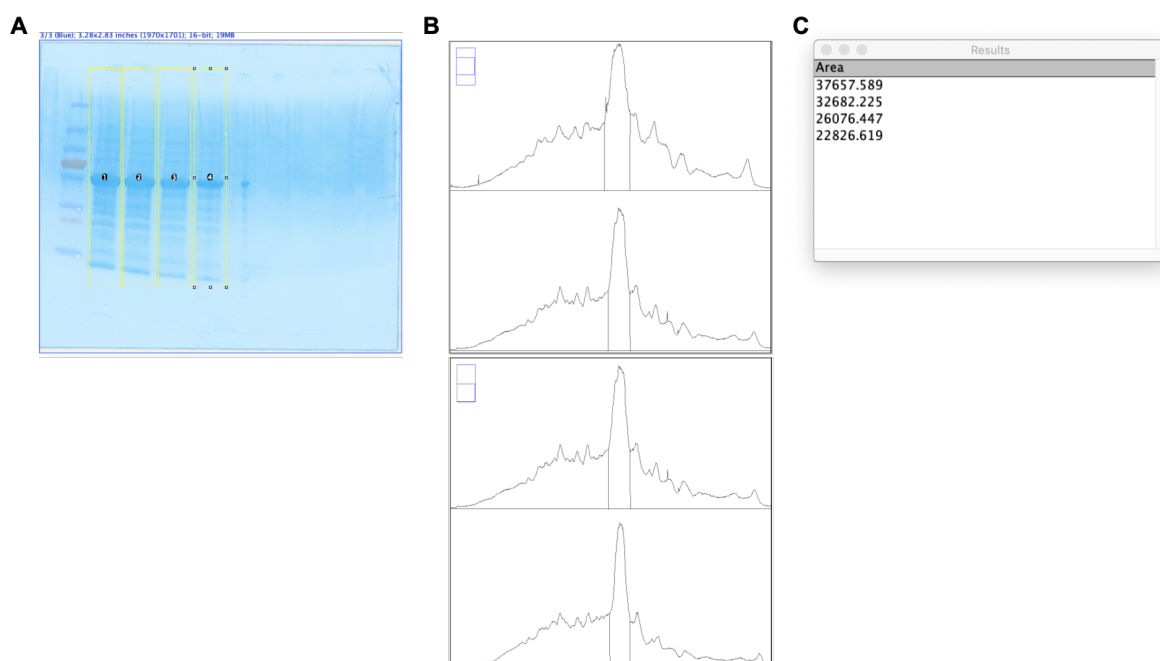 A
3/3 (Blue); 3.28x2.83 inches (1970x1701); 16-bit; 19MB
1
2
3
4
B
C
Results
Area
37657.589
32682.225
26076.447
22826.619